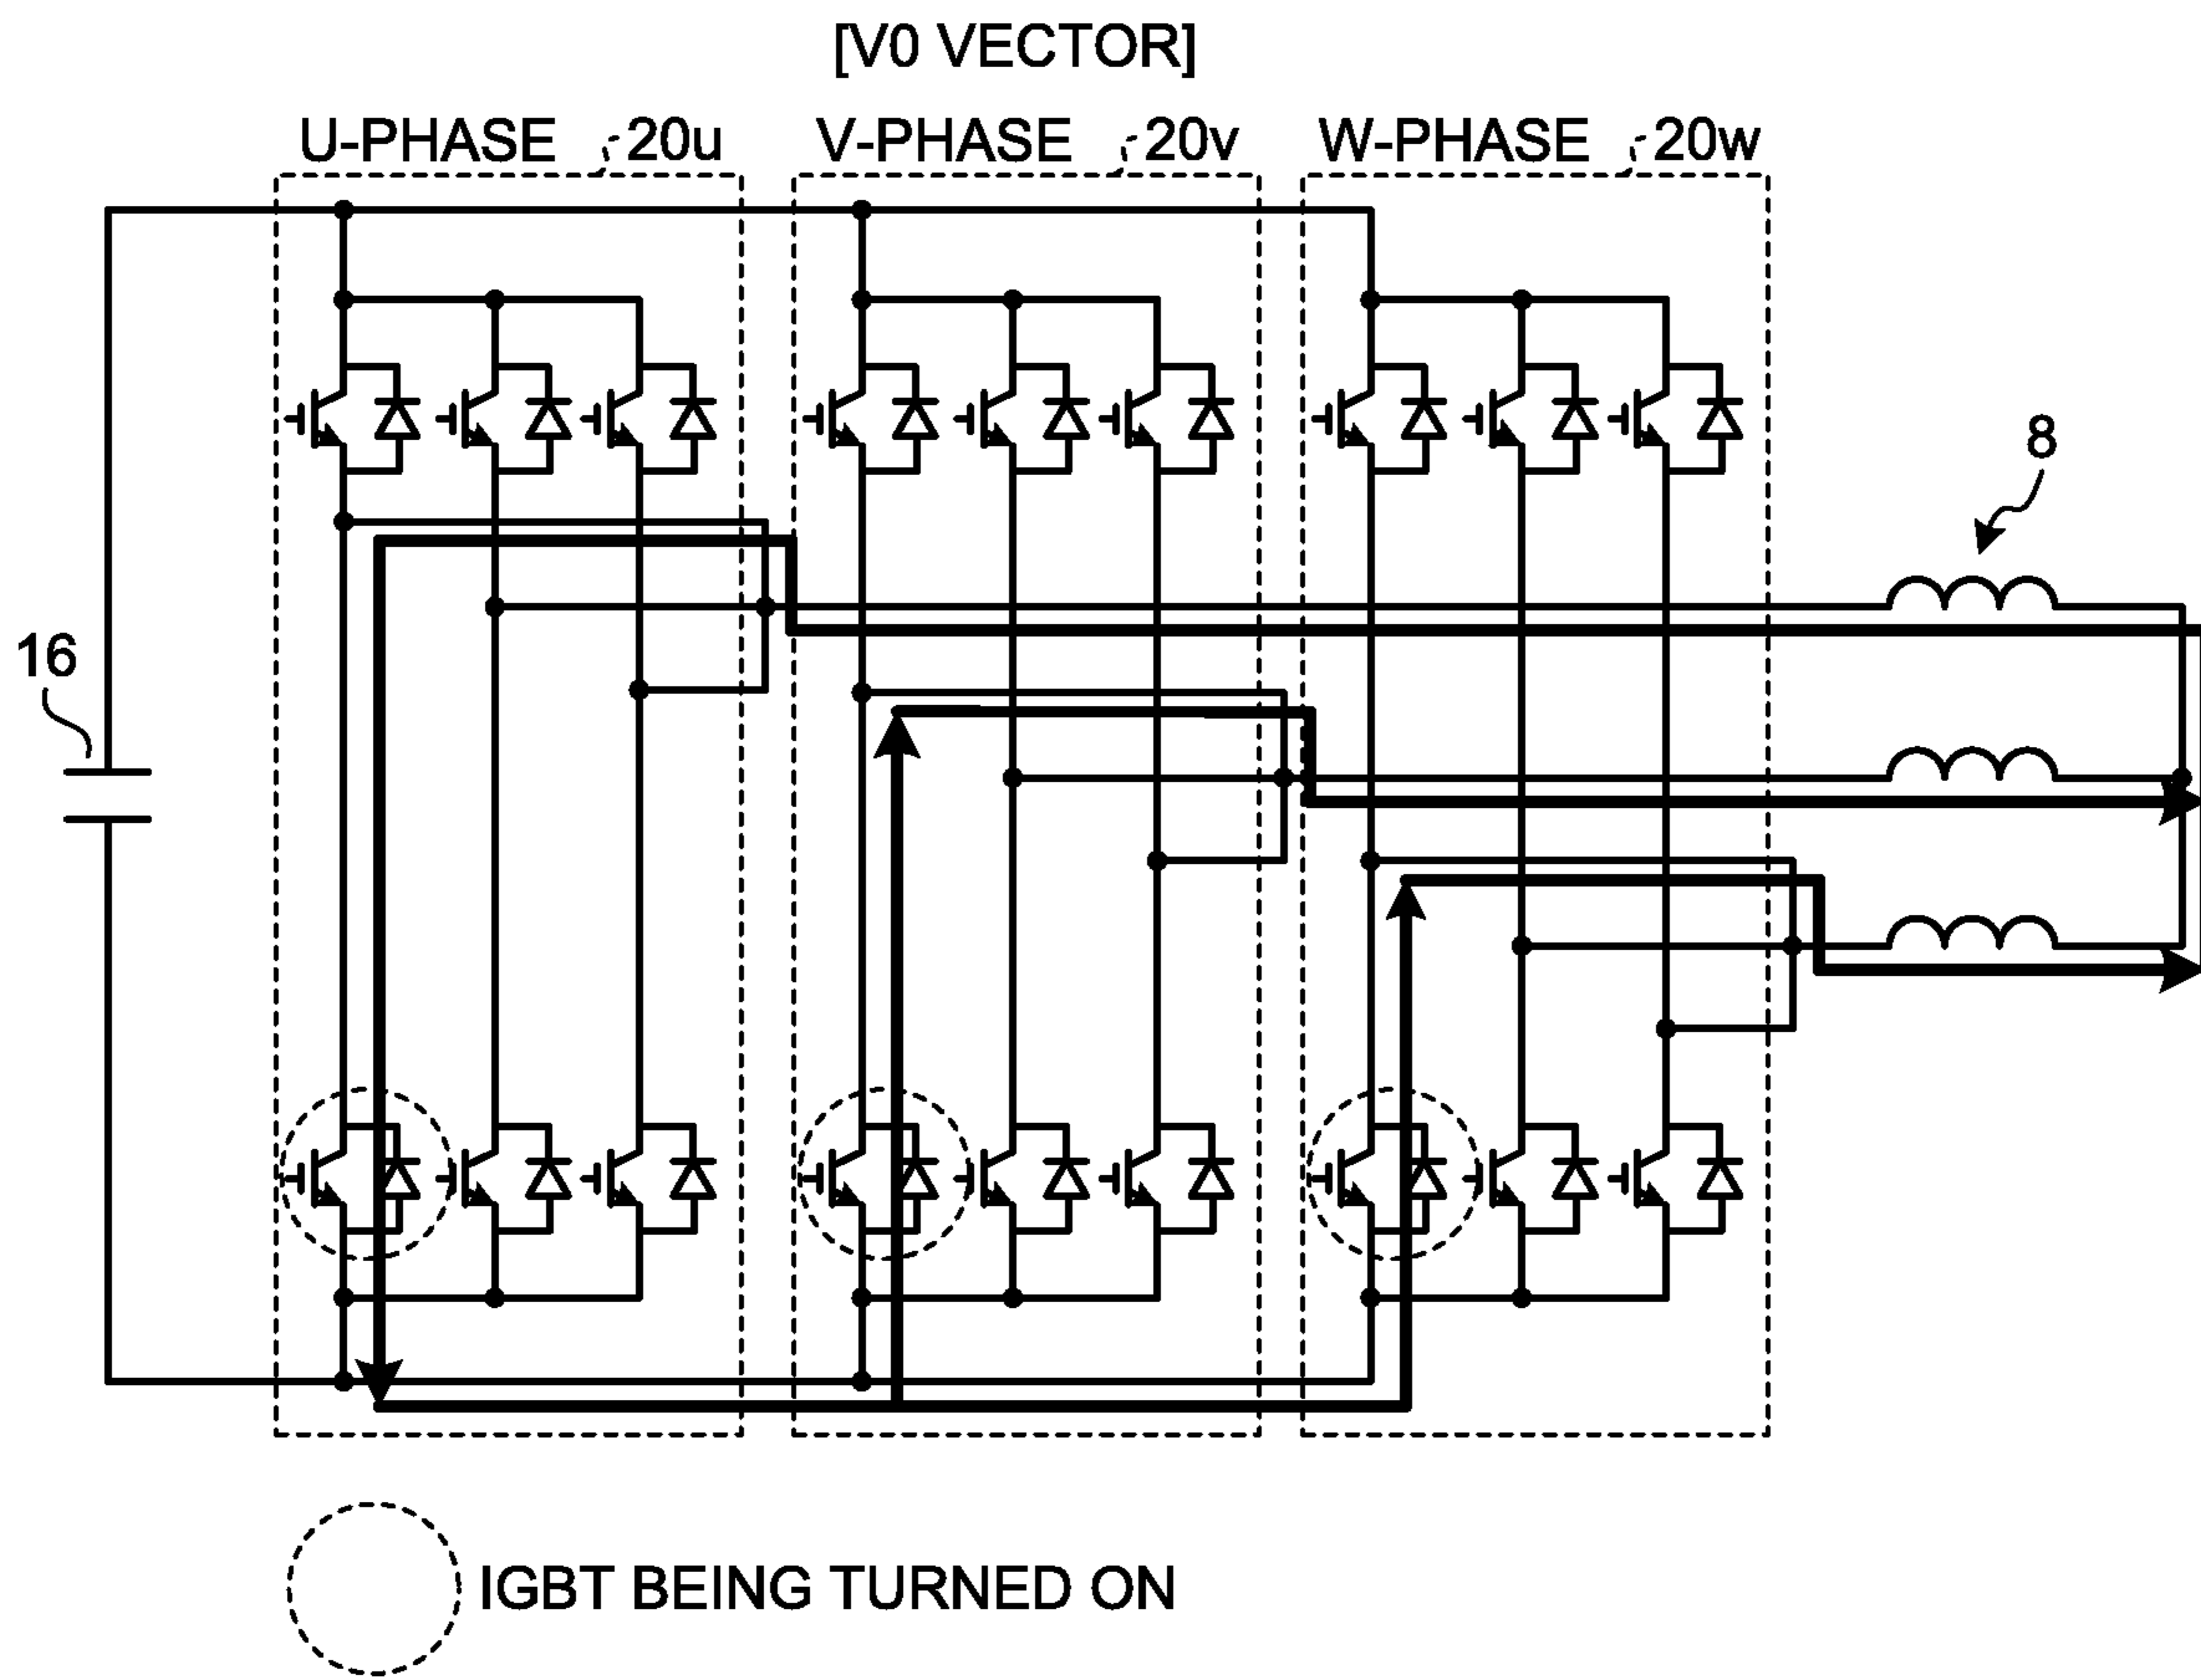 [V0 VECTOR]
U-PHASE 20u V-PHASE 20v W-PHASE 20w
8
16
IGBT BEING TURNED ON